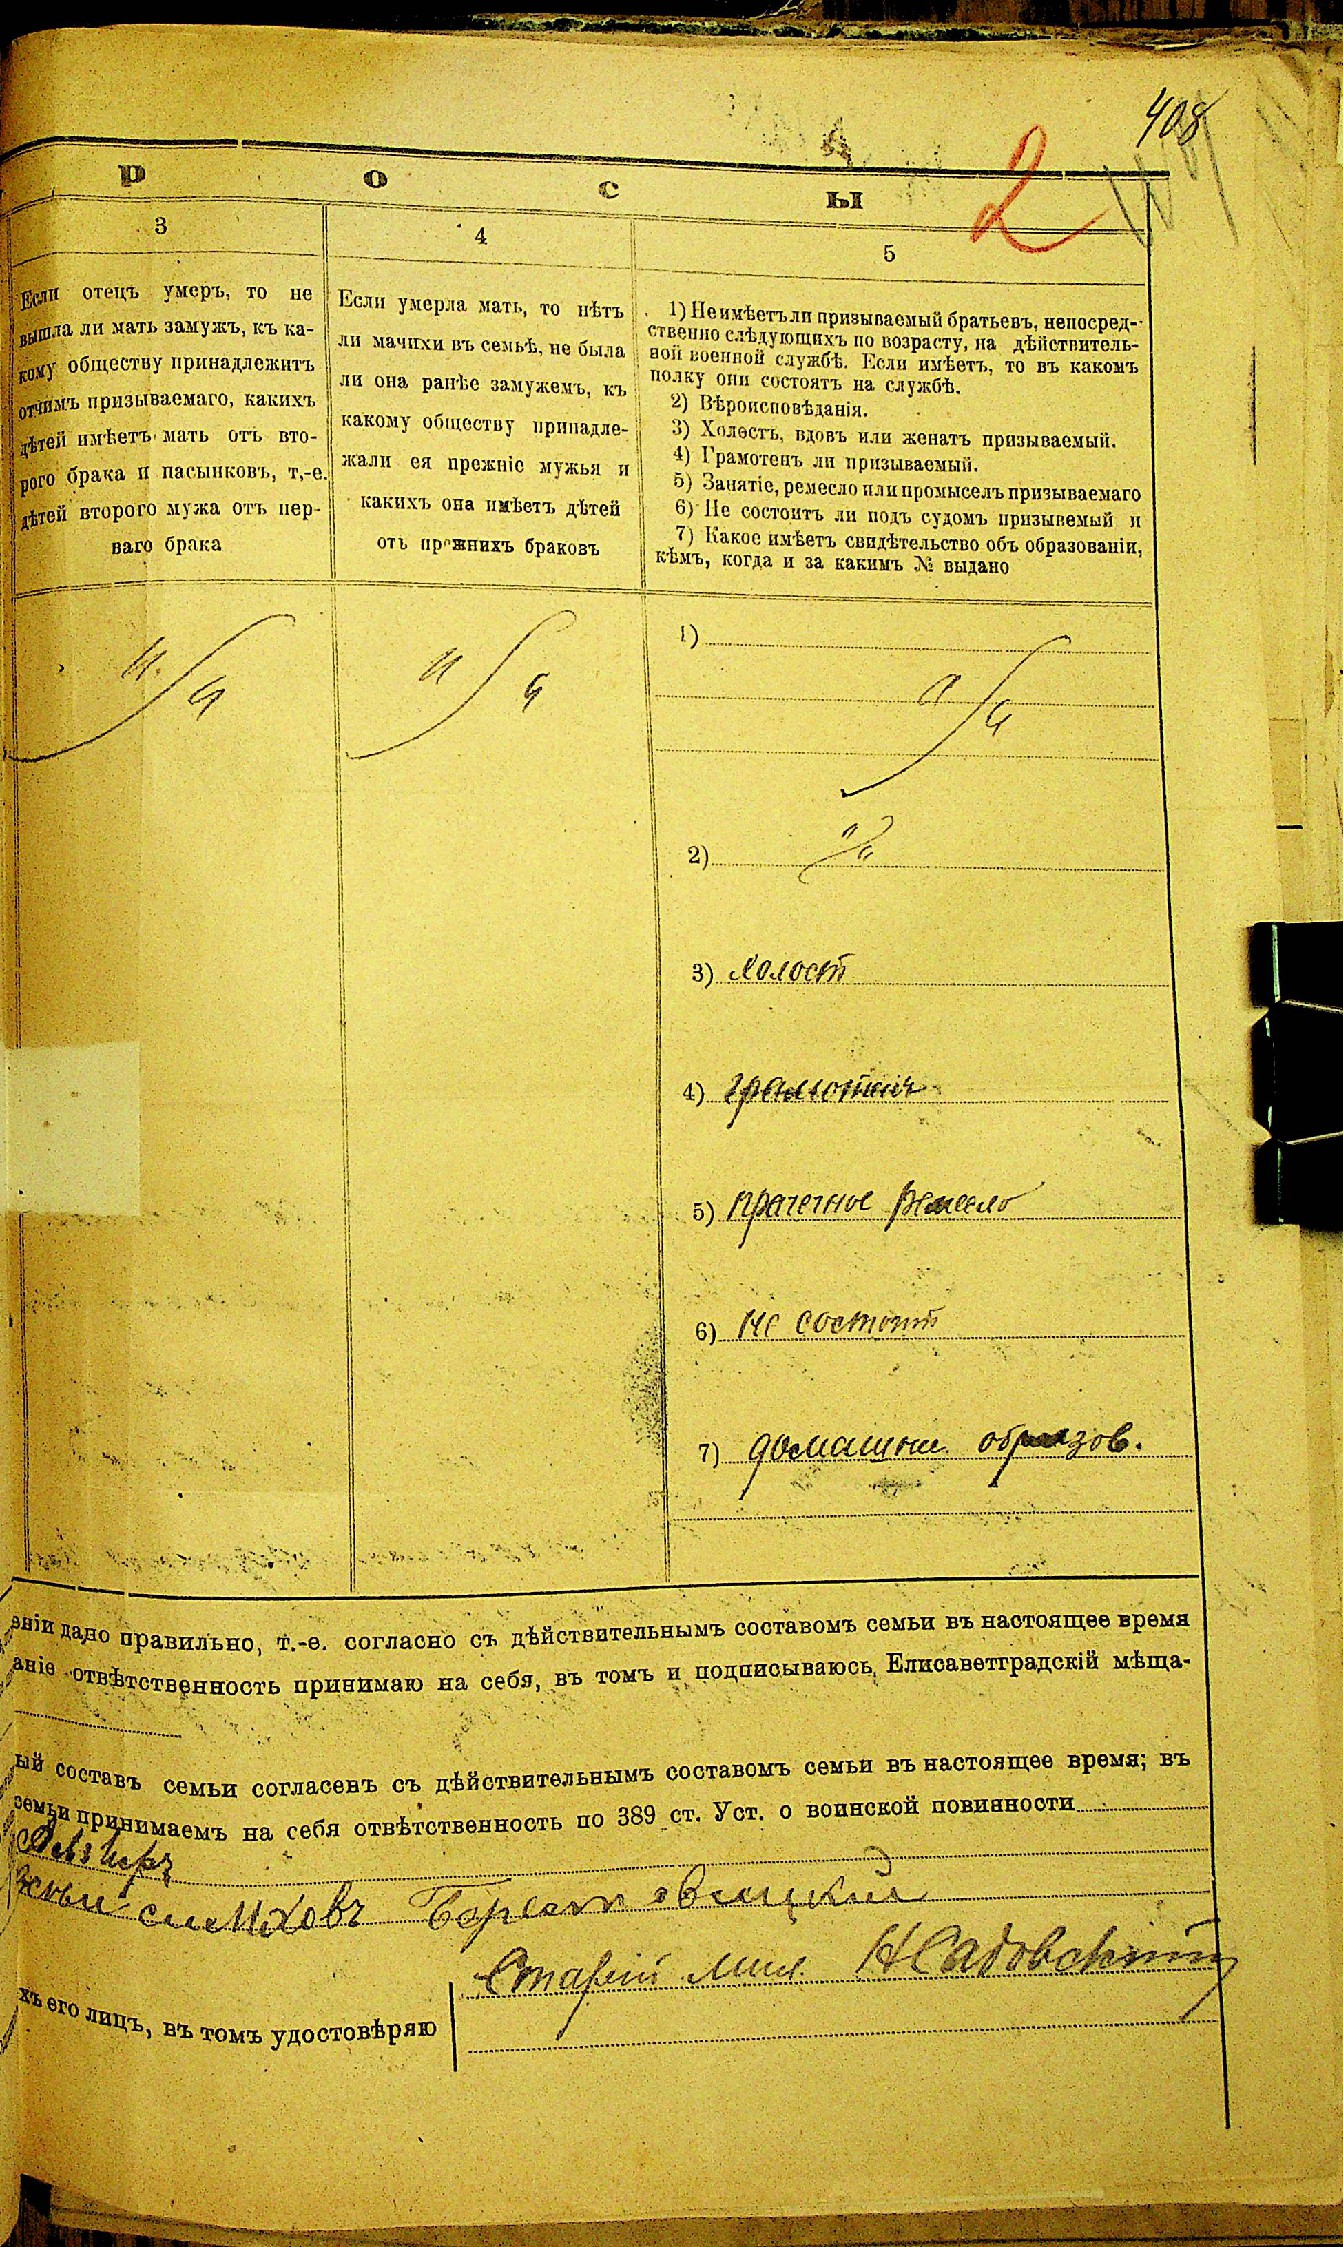 408
2
Р О С Ы
3
Если отецъ умеръ, то не
вышла ли мать замужъ, къ ка-
кому обществу принадлежитъ
отчимъ призываемаго, какихъ
дѣтей имѣетъ мать отъ вто-
рого брака и пасынковъ, т.-е.
дѣтей второго мужа отъ пер-
ваго брака
4
Если умерла мать, то нѣтъ
ли мачихи въ семьѣ, не была
ли она ранѣе замужемъ, къ
какому обществу принадле-
жали ея прежніе мужья и
какихъ она имѣетъ дѣтей
отъ прежнихъ браковъ
5
1) Не имѣетъ ли призываемый братьевъ, непосред-
ственно слѣдующихъ по возрасту, на дѣйствитель-
ной военной службѣ. Если имѣетъ, то въ какомъ
полку они состоятъ на службѣ.
2) Вѣроисповѣданія.
3) Холостъ, вдовъ или женатъ призываемый.
4) Грамотенъ ли призываемый.
5) Занятіе, ремесло или промыселъ призываемаго
6) Не состоитъ ли подъ судомъ призывемый и
7) Какое имѣетъ свидѣтельство объ образованіи,
кѣмъ, когда и за какимъ № выдано
1)
2)
3) холост
4) грамотенъ
5) прачечное ремесло
6) не состоит
7) домашнее образов.
еніи дано правильно, т.-е. согласно съ дѣйствительнымъ составомъ семьи въ настоящее время
аніе отвѣтственность принимаю на себя, въ томъ и подписываюсь, Елисаветградскій мѣща-
ый составъ семьи согласенъ съ дѣйствительнымъ составомъ семьи въ настоящее время; въ
семьи принимаемъ на себя отвѣтственность по 389 ст. Уст. о воинской повинности
Старій Н Садовскій
хъ его лицъ, въ томъ удостовѣряю